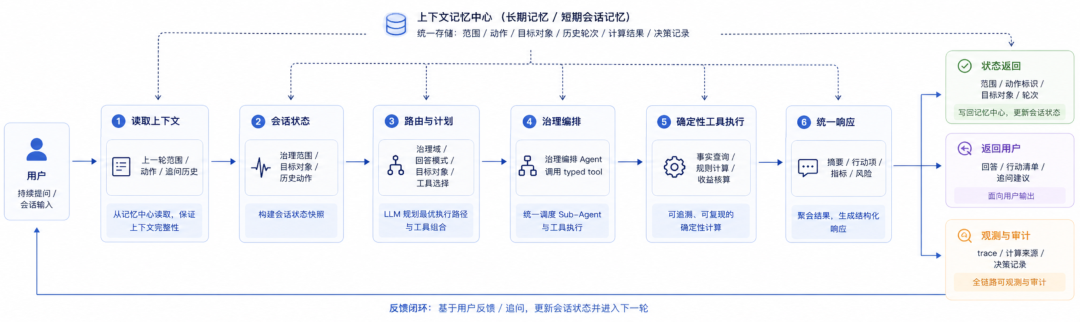 上下文记忆中心 （长期记忆 / 短期会话记忆）
统一存储：范围 / 动作 / 目标对象 / 历史轮次 / 计算结果 / 决策记录
用户
持续提问 /
会话输入
1 读取上下文
上一轮范围 /
动作 / 追问历史
从记忆中心读取，保证
上下文完整性
2 会话状态
治理范围 /
目标对象 /
历史动作
构建会话状态快照
3 路由与计划
治理域 /
回答模式 /
目标对象 /
工具选择
LLM 规划最优执行路径
与工具组合
4 治理编排
治理编排 Agent
调用 typed tool
统一调度 Sub-Agent
与工具执行
5 确定性工具执行
事实查询 /
规则计算 /
收益核算
可追溯、可复现的
确定性计算
6 统一响应
摘要 / 行动项 /
指标 / 风险
聚合结果，生成结构化
响应
状态返回
范围 / 动作标识 /
目标对象 / 轮次
写回记忆中心，更新会话状态
返回用户
回答 / 行动清单 /
追问建议
面向用户输出
观测与审计
trace / 计算来源 /
决策记录
全链路可观测与审计
反馈闭环：基于用户反馈 / 追问，更新会话状态并进入下一轮